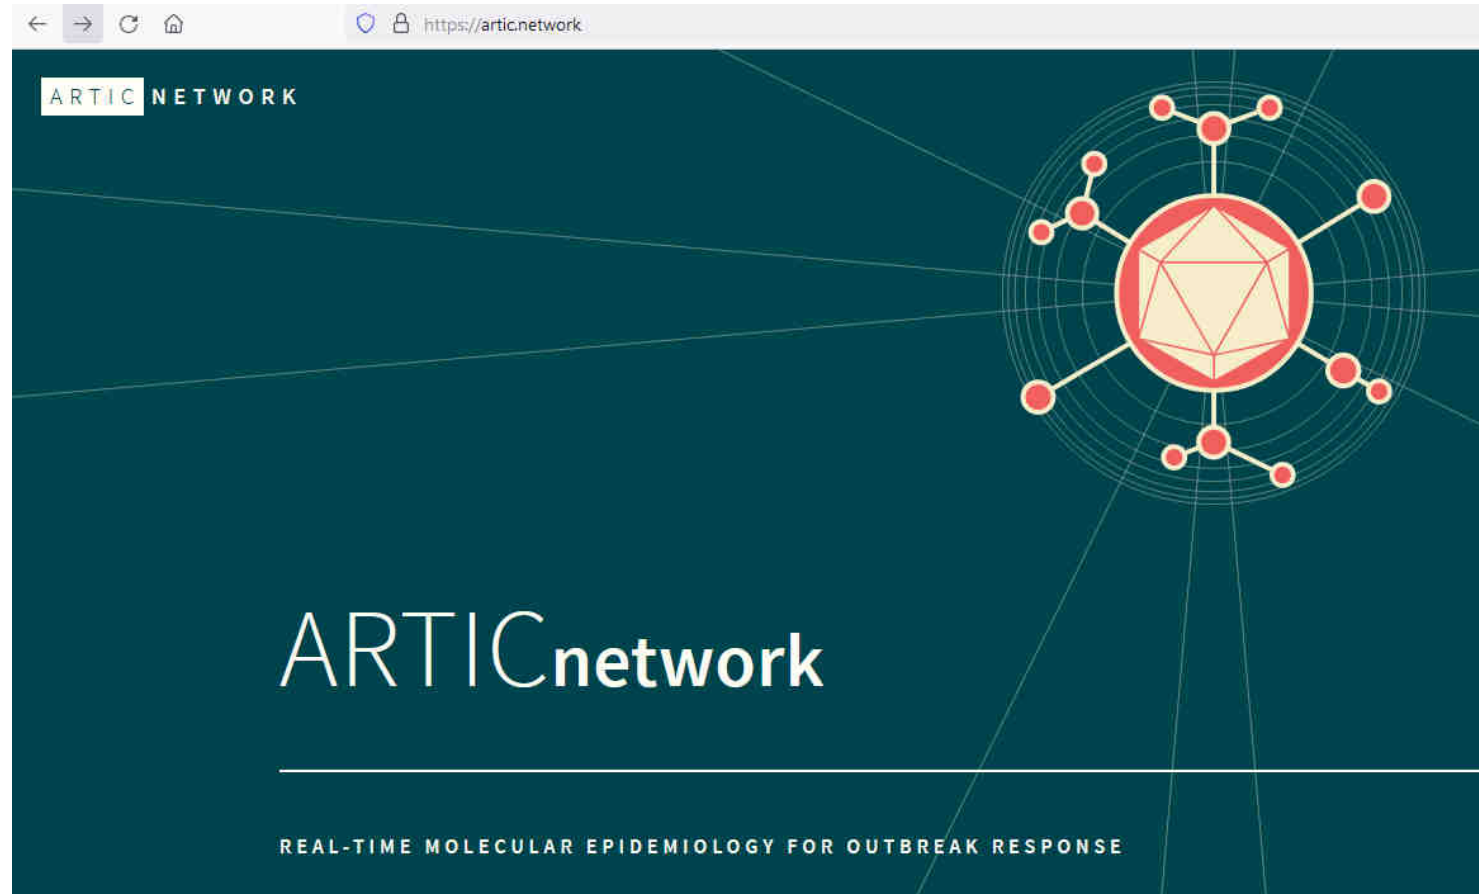 https://artic.network
ARTIC NETWORK
ARTICnetwork
REAL-TIME MOLECULAR EPIDEMIOLOGY FOR OUTBREAK RESPONSE